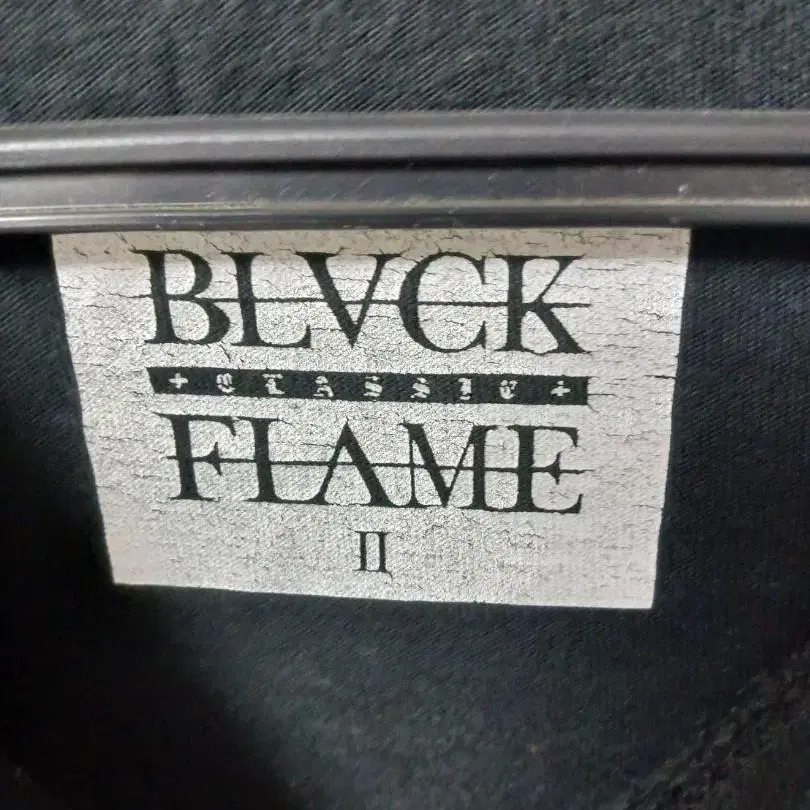 BLVCK
+ CLASSIC +
FLAME
II